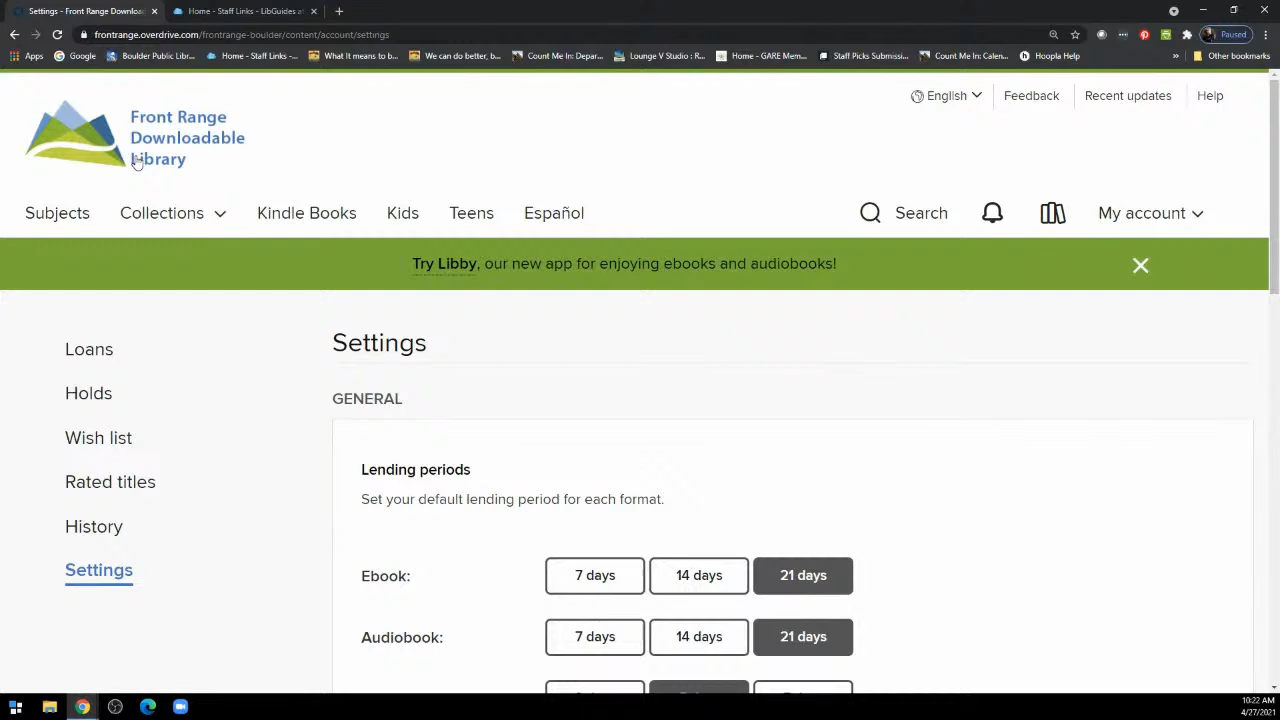 Settings - Front Range Downloa
Home - Staff Links - LibGuides at
frontrange.overdrive.com/frontrange-boulder/content/account/settings
Paused
Apps
Google
Boulder Public Libr...
Home - Staff Links -...
What it means to b...
We can do better, b...
Count Me In: Depar...
Lounge V Studio : R...
Home - GARE Mem...
Staff Picks Submissi...
Count Me In: Calen...
Hoopla Help
»
Other bookmarks
English
Feedback
Recent updates
Help
Front Range
Downloadable
Library
Subjects
Collections
Kindle Books
Kids
Teens
Español
Search
My account
Try Libby, our new app for enjoying ebooks and audiobooks!
Loans
Holds
Wish list
Rated titles
History
Settings
Settings
GENERAL
Lending periods
Set your default lending period for each format.
Ebook:
7 days
14 days
21 days
Audiobook:
7 days
14 days
21 days
10:22 AM
4/27/2021